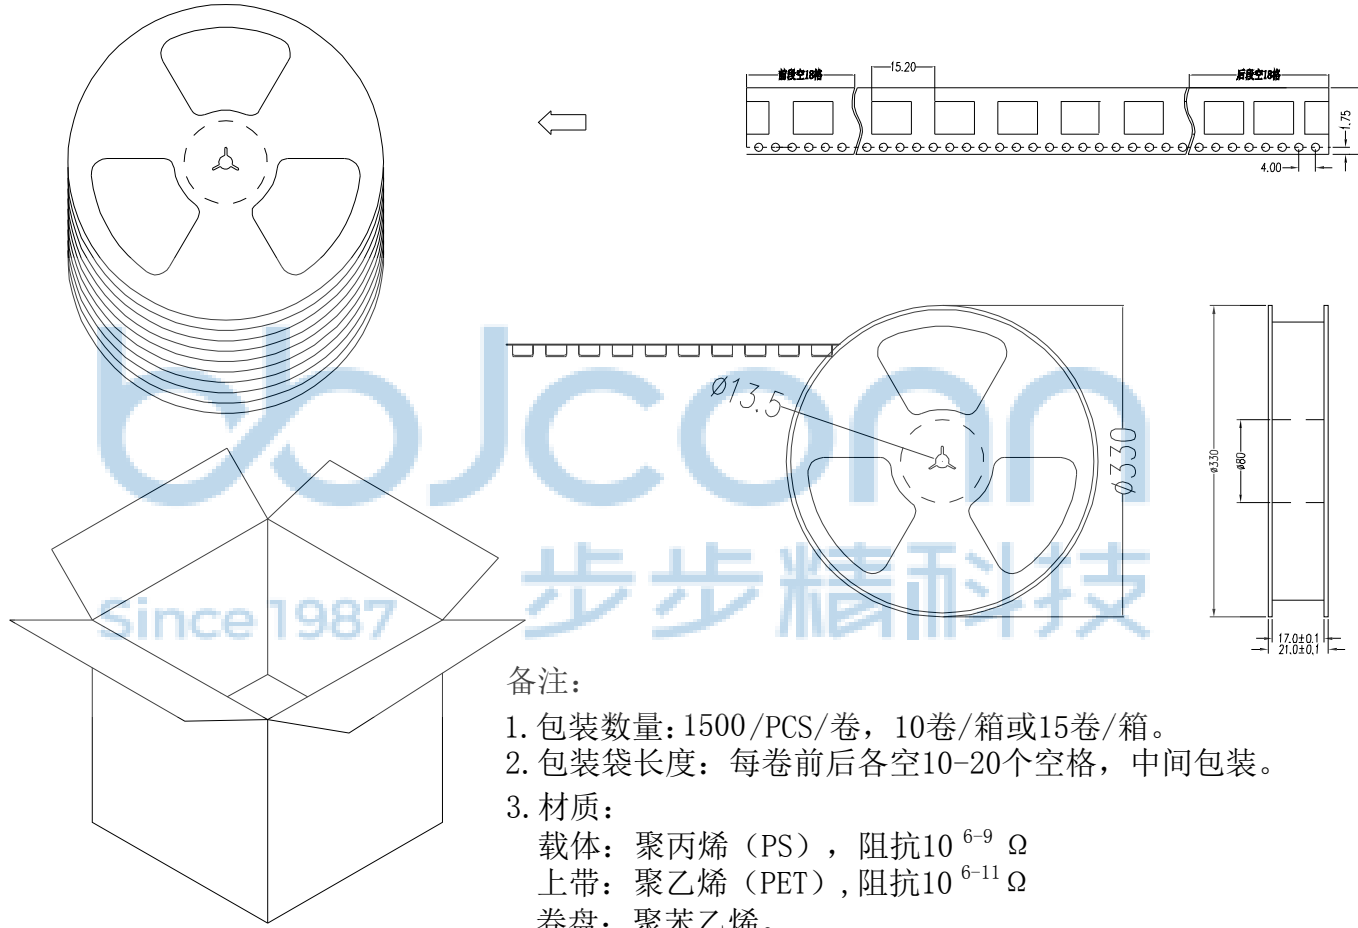 前段空18格
15.20
后段空18格
1.75
4.00
bbjconn
步步精科技
Since 1987
Ø13.5
Ø330
ø330
ø80
17.0±0.1
21.0±0.1
备注：
1.包装数量:1500/PCS/卷，10卷/箱或15卷/箱。
2.包装袋长度：每卷前后各空10-20个空格，中间包装。
3.材质：
载体：聚丙烯（PS），阻抗10 6-9 Ω
上带：聚乙烯（PET）,阻抗10 6-11 Ω
卷盘：聚苯乙烯。